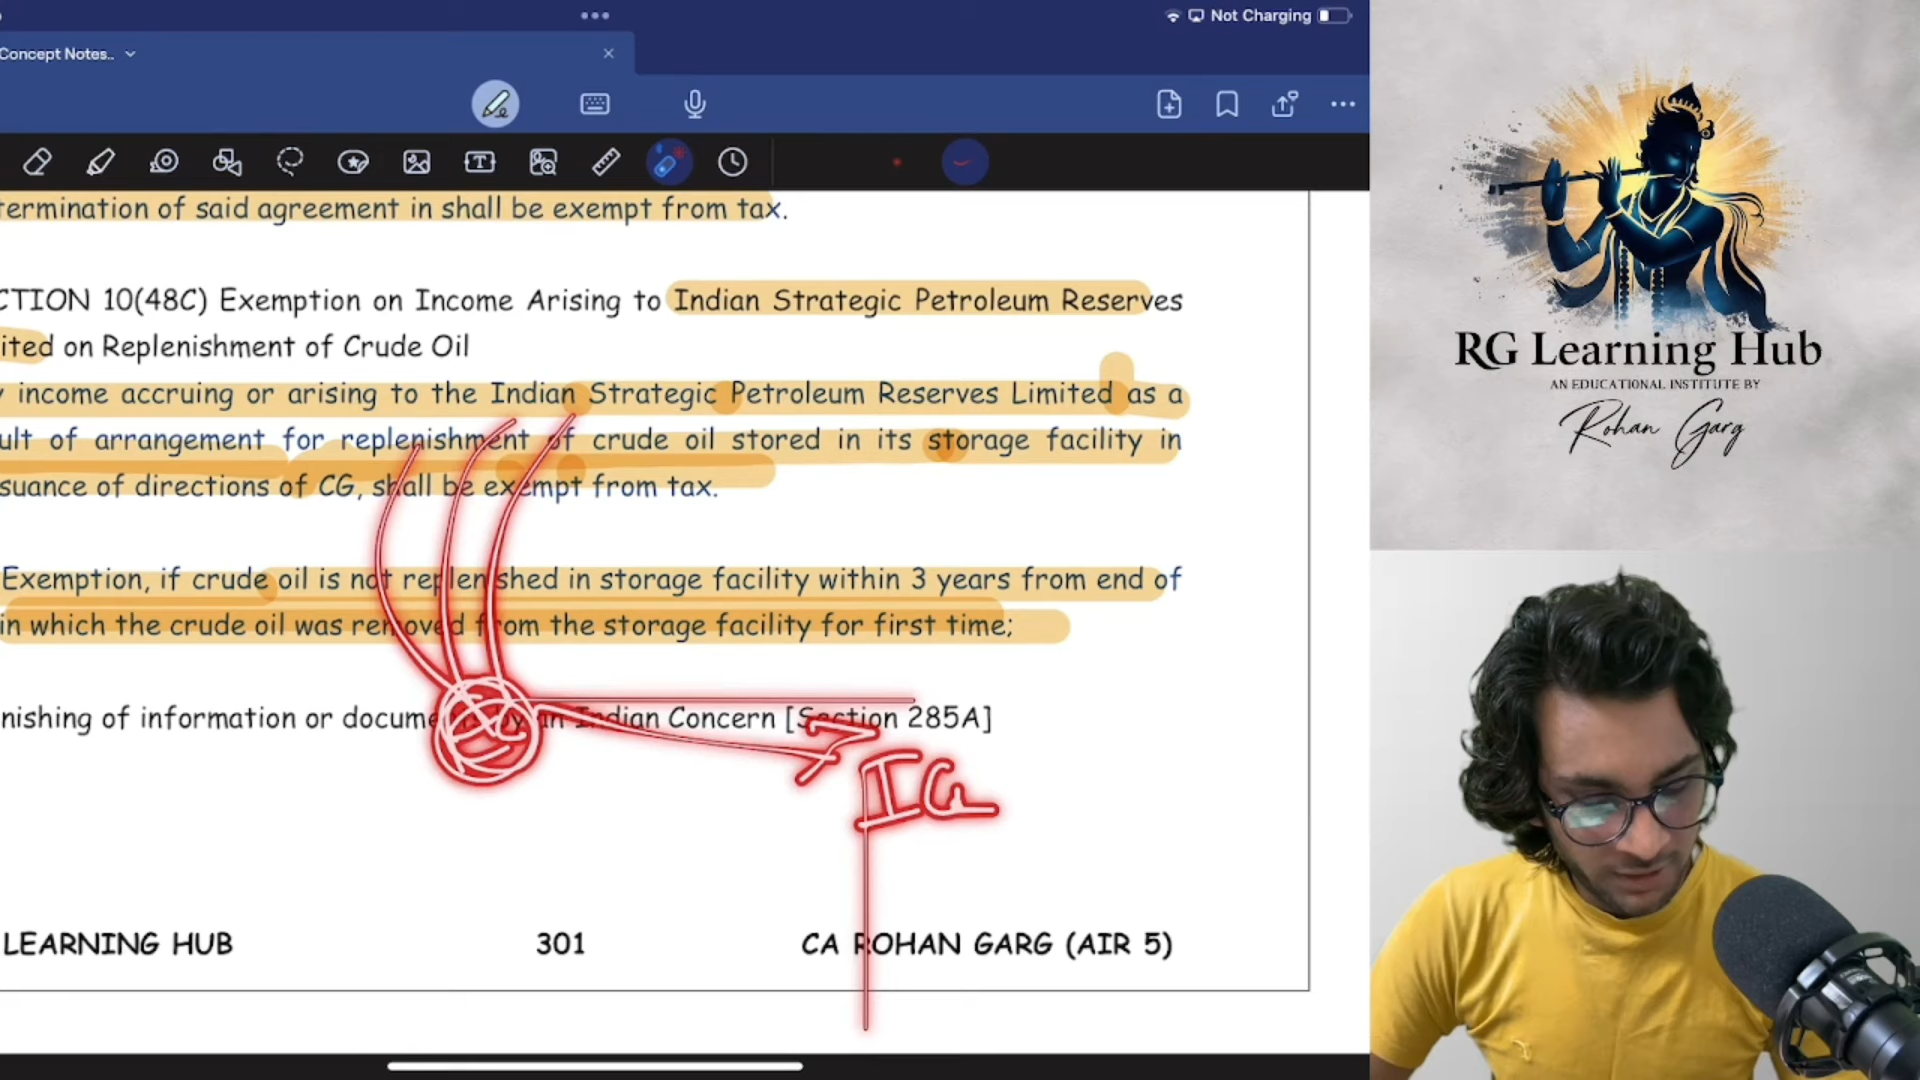 Not Charging
Concept Notes..
termination of said agreement in shall be exempt from tax.
CTION 10(48C) Exemption on Income Arising to Indian Strategic Petroleum Reserves
ited on Replenishment of Crude Oil
y income accruing or arising to the Indian Strategic Petroleum Reserves Limited as a
ult of arrangement for replenishment of crude oil stored in its storage facility in
suance of directions of CG, shall be exempt from tax.
Exemption, if crude oil is not replenished in storage facility within 3 years from end of
in which the crude oil was removed from the storage facility for first time;
nishing of information or document by an Indian Concern [Section 285A]
IG
LEARNING HUB 301 CA ROHAN GARG (AIR 5)
RG Learning Hub
AN EDUCATIONAL INSTITUTE BY
Rohan Garg